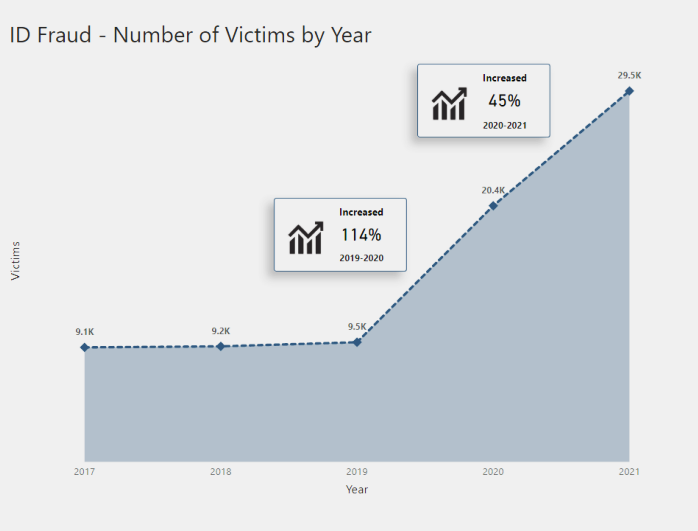 ID Fraud - Number of Victims by Year
29.5K
Increased
45%
2020-2021
20.4K
Increased
114%
2019-2020
9.1K
9.2K
9.5K
Victims
2017
2018
2019
2020
2021
Year